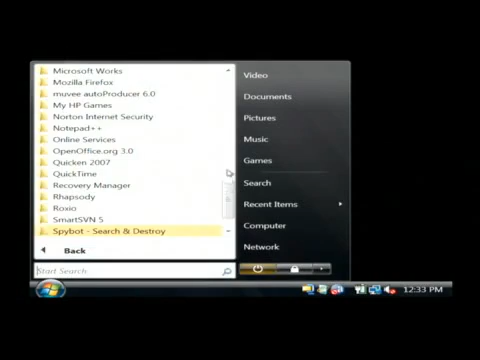 Microsoft Works
Mozilla Firefox
muvee autoProducer 6.0
My HP Games
Norton Internet Security
Notepad++
Online Services
OpenOffice.org 3.0
Quicken 2007
QuickTime
Recovery Manager
Rhapsody
Roxio
SmartSVN 5
Spybot - Search & Destroy
Back
Start Search
Video
Documents
Pictures
Music
Games
Search
Recent Items
Computer
Network
12:33 PM